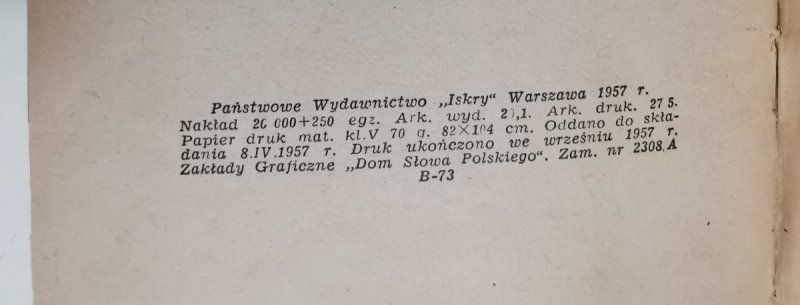 Państwowe Wydawnictwo „Iskry“ Warszawa 1957 r.
Nakład 20 000+250 egz. Ark. wyd. Ark. druk. 27 5.
Papier druk mat. kl.V 70 g. 82×104 cm. Oddano do skła-
dania 8.IV.1957 r. Druk ukończono we wrześniu 1957 r.
Zakłady Graficzne „Dom Słowa Polskiego“. Zam. nr 2308.A
B-73